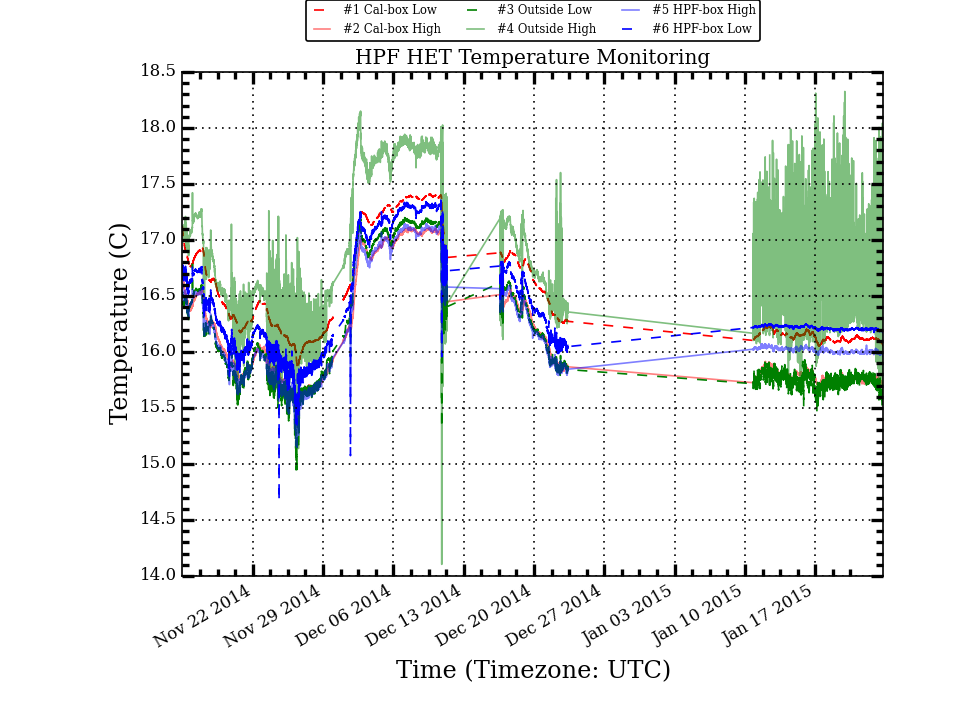 #1 Cal-box Low #3 Outside Low #5 HPF-box High
#2 Cal-box High #4 Outside High #6 HPF-box Low
HPF HET Temperature Monitoring
18.5
18.0
17.5
17.0
16.5
16.0
15.5
15.0
14.5
14.0
Temperature (C)
Nov 22 2014 Nov 29 2014 Dec 06 2014 Dec 13 2014 Dec 20 2014 Dec 27 2014 Jan 03 2015 Jan 10 2015 Jan 17 2015
Time (Timezone: UTC)